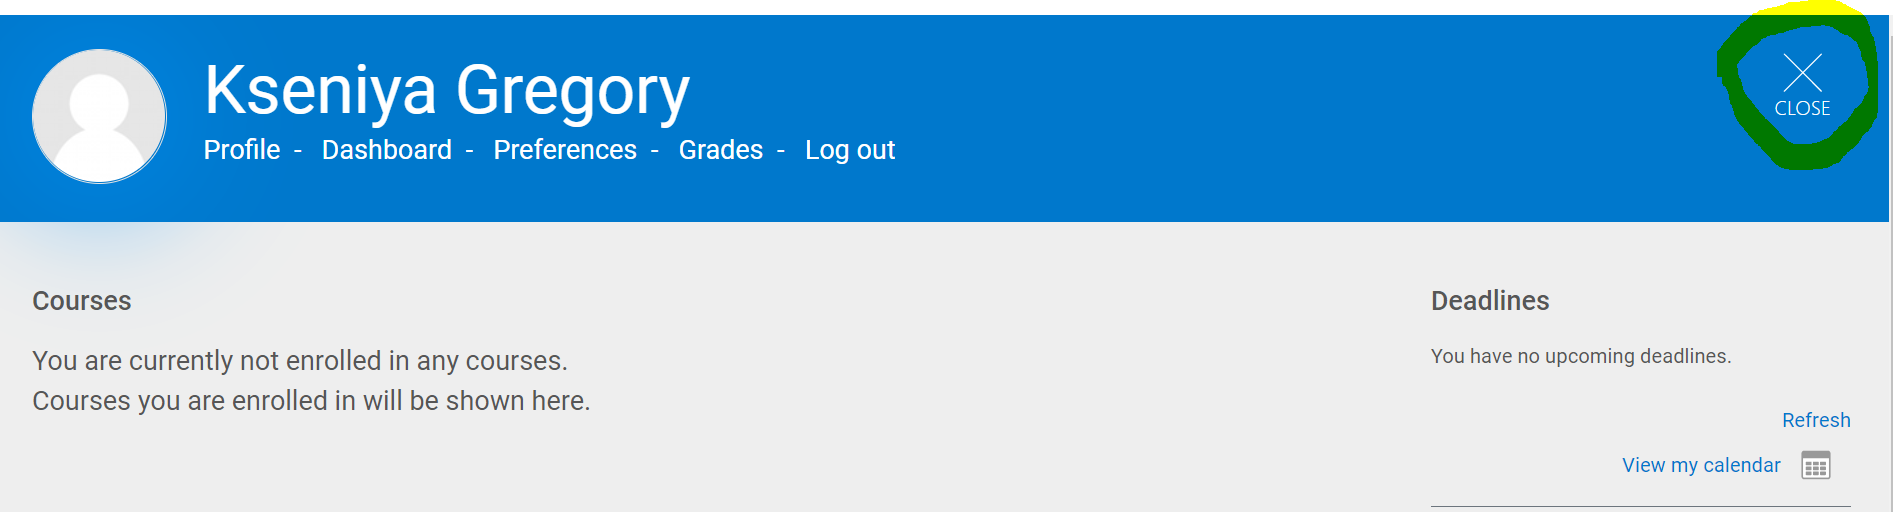 Kseniya Gregory
CLOSE
Profile - Dashboard - Preferences - Grades - Log out
Courses
You are currently not enrolled in any courses.
Courses you are enrolled in will be shown here.
Deadlines
You have no upcoming deadlines.
Refresh
View my calendar